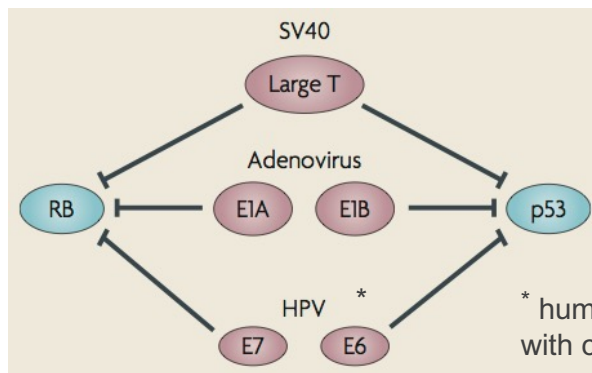 SV40
Large T
Adenovirus
RB E1A E1B p53
HPV *
E7 E6
* hum
with c